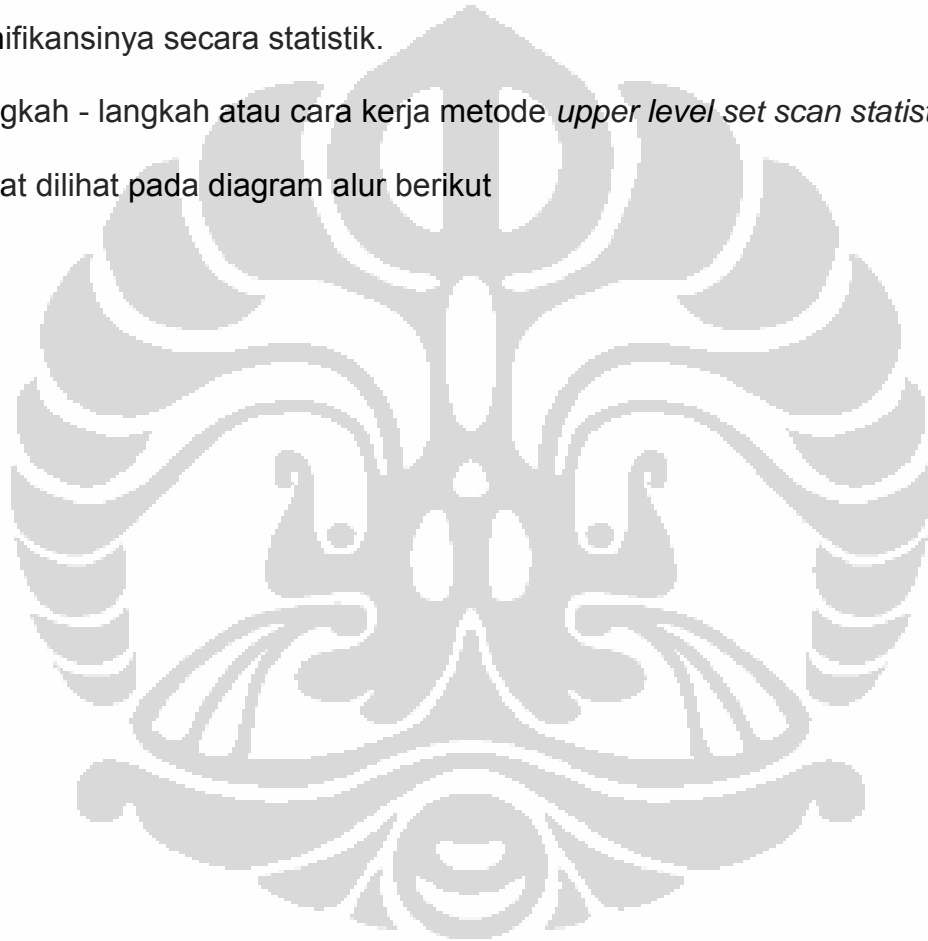 nifikansinya secara statistik.
gkah - langkah atau cara kerja metode upper level set scan statist
at dilihat pada diagram alur berikut